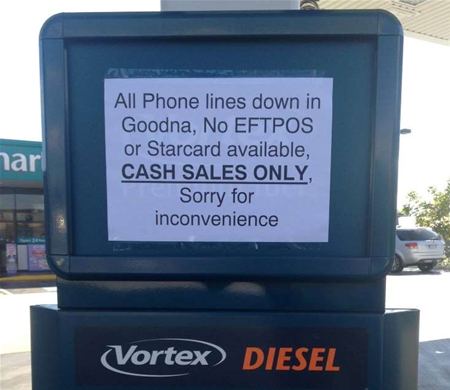 All Phone lines down in
Goodna, No EFTPOS
or Starcard available,
CASH SALES ONLY,
Sorry for
inconvenience
mar
Vortex DIESEL